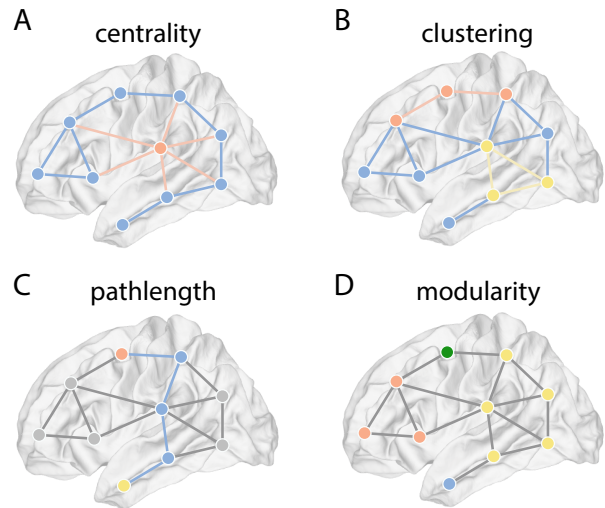 A
centrality
B
clustering
C
pathlength
D
modularity